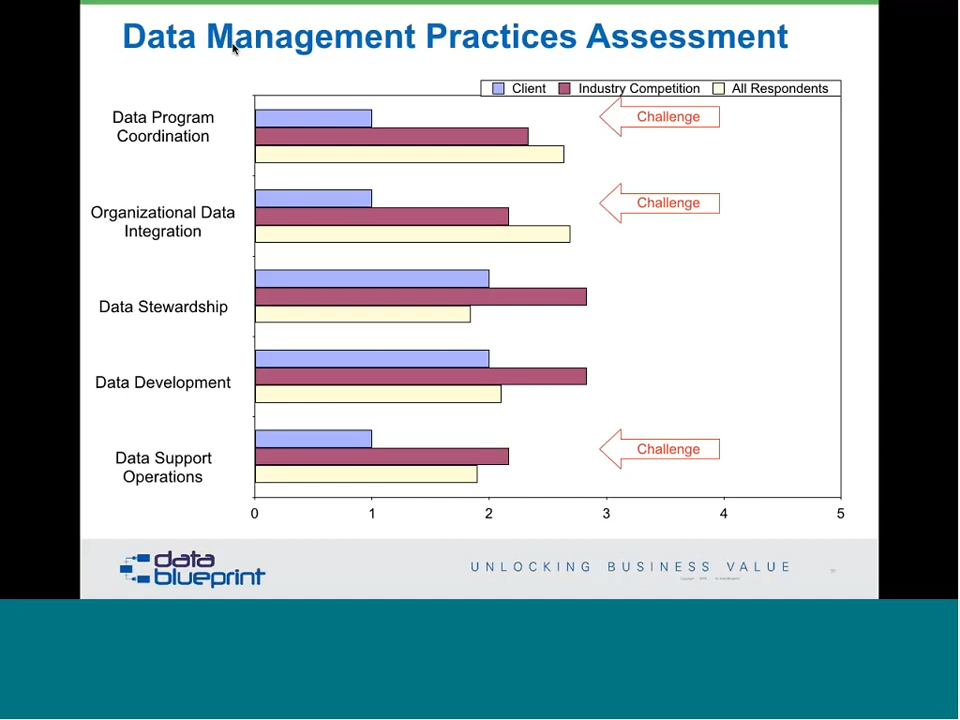 Data Management Practices Assessment
Client Industry Competition All Respondents
Data Program
Coordination
Challenge
Organizational Data
Integration
Challenge
Data Stewardship
Data Development
Data Support
Operations
Challenge
0 1 2 3 4 5
data
blueprint
UNLOCKING BUSINESS VALUE